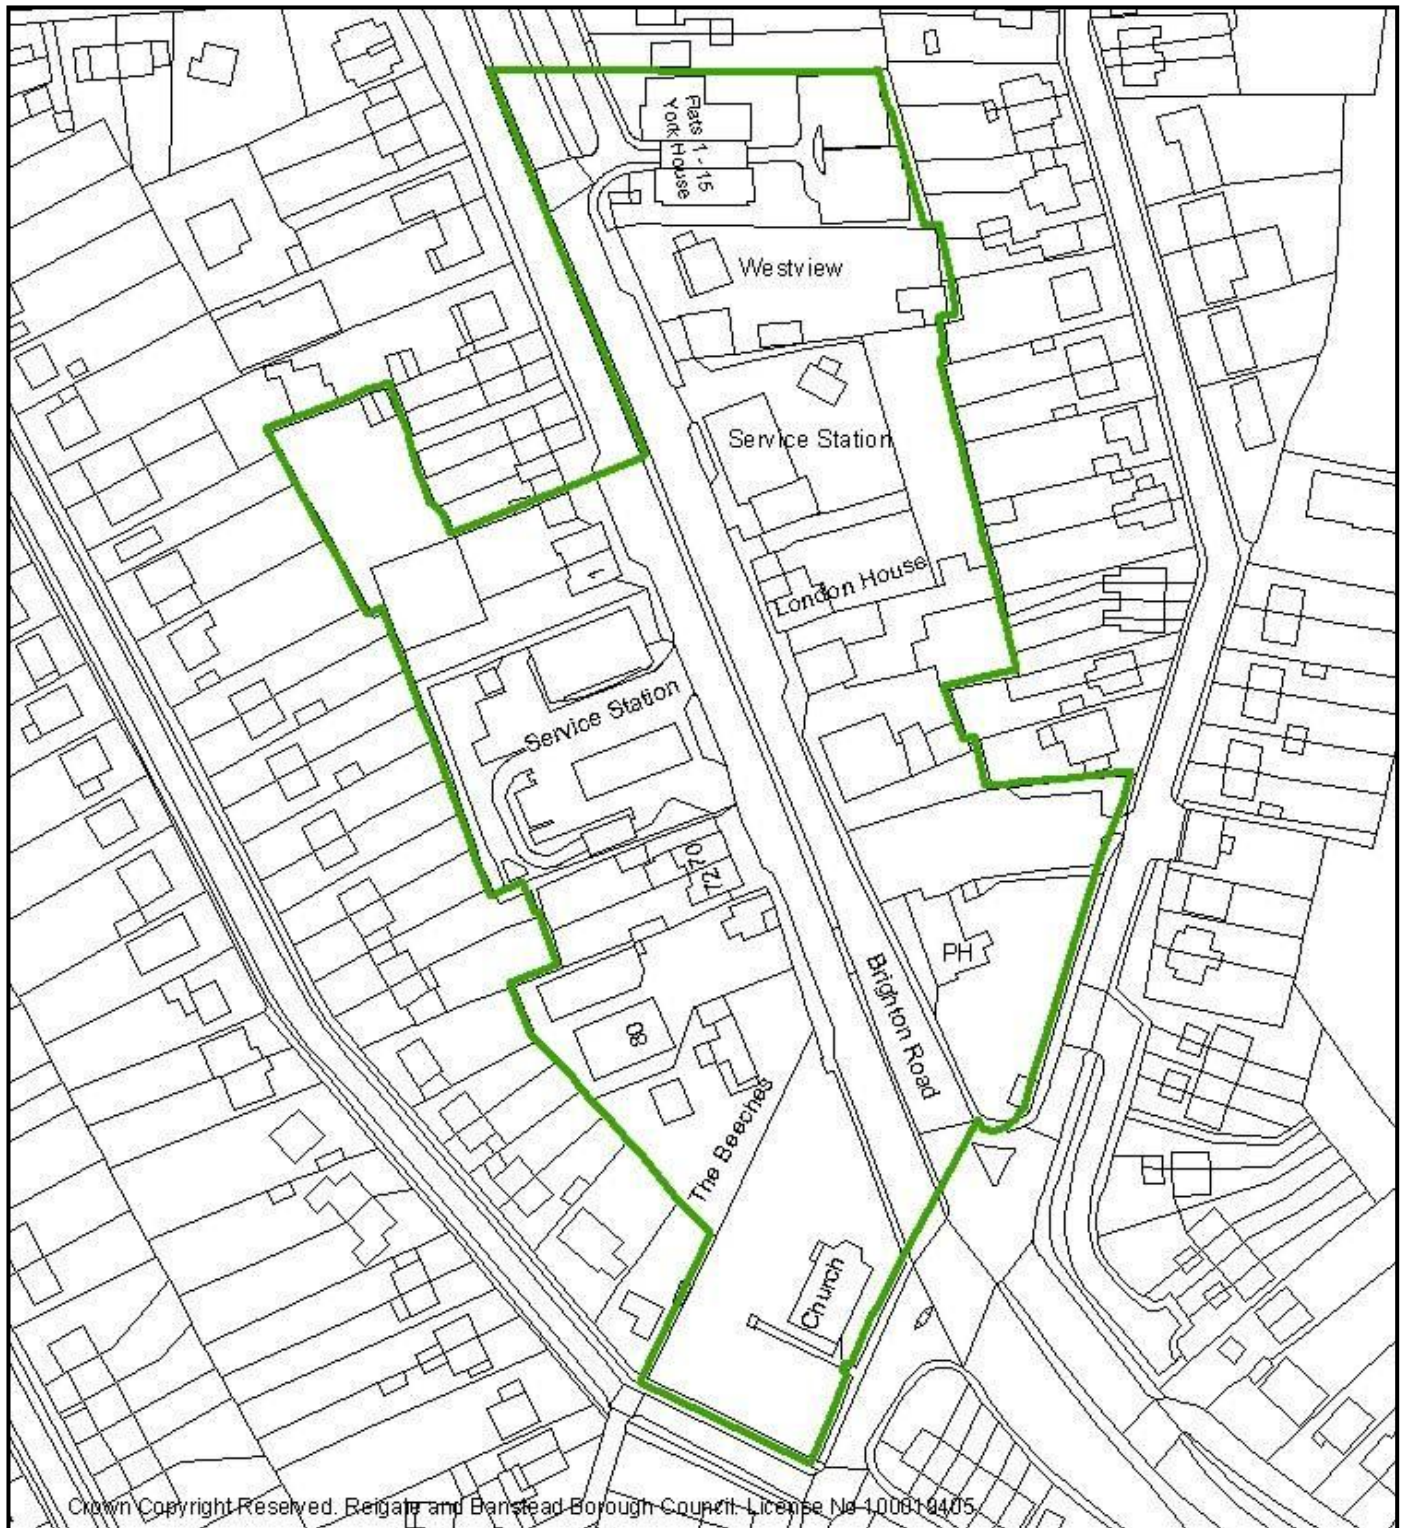 Flats 1 - 15
York House
Westview
Service Station
London House
1
Service Station
72
70
PH
80
Brighton Road
The Beeches
Church
Crown Copyright Reserved. Reigate and Banstead Borough Council. License No 100019405